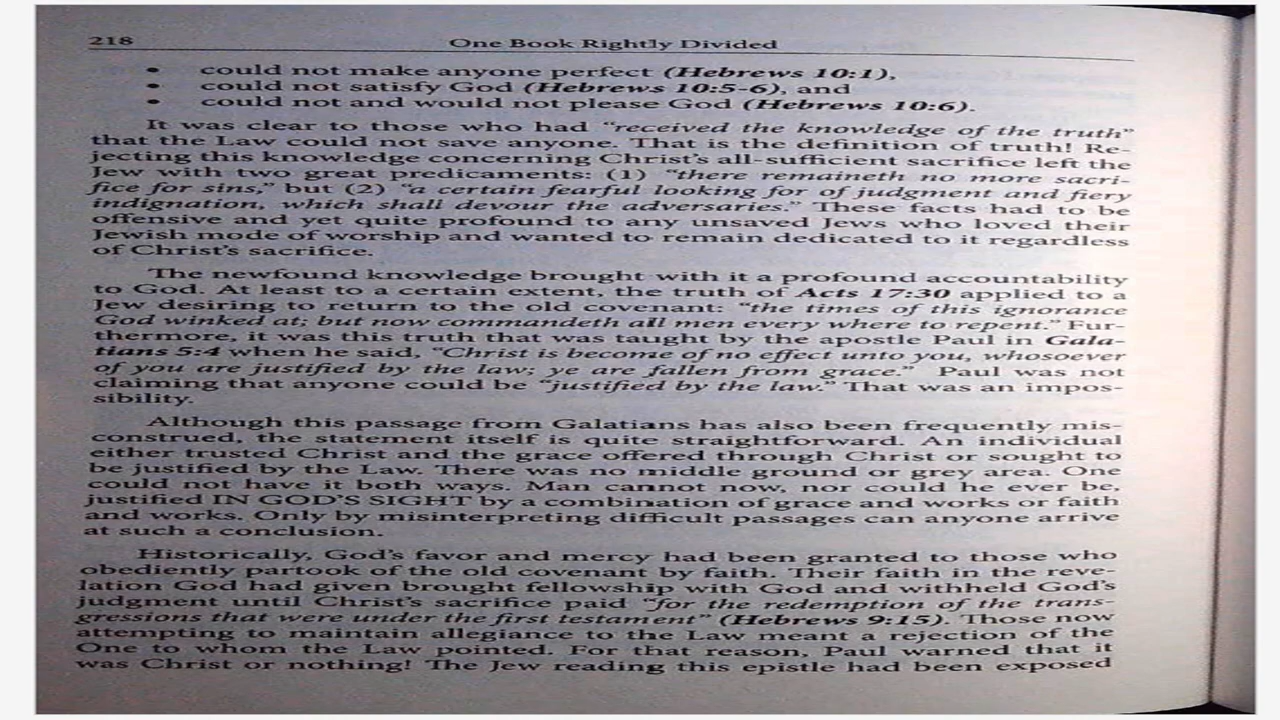 218
One Book Rightly Divided
• could not make anyone perfect (Hebrews 10:1),
• could not satisfy God (Hebrews 10:5-6), and
• could not and would not please God (Hebrews 10:6).
It was clear to those who had “received the knowledge of the truth”
that the Law could not save anyone. That is the definition of truth! Re-
jecting this knowledge concerning Christ’s all-sufficient sacrifice left the
Jew with two great predicaments: (1) “there remaineth no more sacri-
fice for sins,” but (2) “a certain fearful looking for of judgment and fiery
indignation, which shall devour the adversaries.” These facts had to be
offensive and yet quite profound to any unsaved Jews who loved their
Jewish mode of worship and wanted to remain dedicated to it regardless
of Christ’s sacrifice.
The newfound knowledge brought with it a profound accountability
to God. At least to a certain extent, the truth of Acts 17:30 applied to a
Jew desiring to return to the old covenant: “the times of this ignorance
God winked at; but now commandeth all men every where to repent.” Fur-
thermore, it was this truth that was taught by the apostle Paul in Gala-
tians 5:4 when he said, “Christ is become of no effect unto you, whosoever
of you are justified by the law; ye are fallen from grace.” Paul was not
claiming that anyone could be “justified by the law.” That was an impos-
sibility.
Although this passage from Galatians has also been frequently mis-
construed, the statement itself is quite straightforward. An individual
either trusted Christ and the grace offered through Christ or sought to
be justified by the Law. There was no middle ground or grey area. One
could not have it both ways. Man cannot now, nor could he ever be,
justified IN GOD’S SIGHT by a combination of grace and works or faith
and works. Only by misinterpreting difficult passages can anyone arrive
at such a conclusion.
Historically, God’s favor and mercy had been granted to those who
obediently partook of the old covenant by faith. Their faith in the reve-
lation God had given brought fellowship with God and withheld God’s
judgment until Christ’s sacrifice paid “for the redemption of the trans-
gressions that were under the first testament” (Hebrews 9:15). Those now
attempting to maintain allegiance to the Law meant a rejection of the
One to whom the Law pointed. For that reason, Paul warned that it
was Christ or nothing! The Jew reading this epistle had been exposed